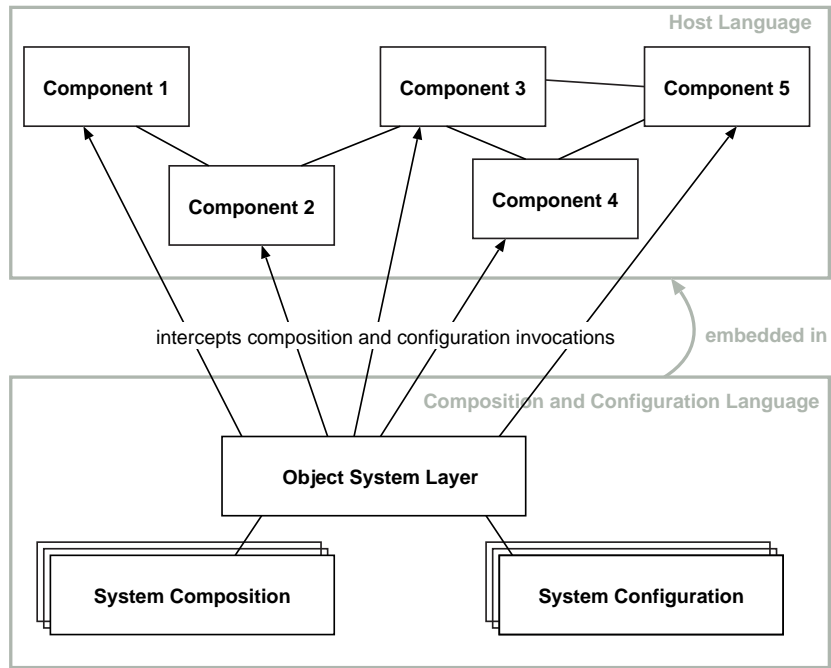 Host Language
Component 1
Component 3
Component 5
Component 2
Component 4
intercepts composition and configuration invocations
embedded in
Composition and Configuration Language
Object System Layer
System Composition
System Configuration